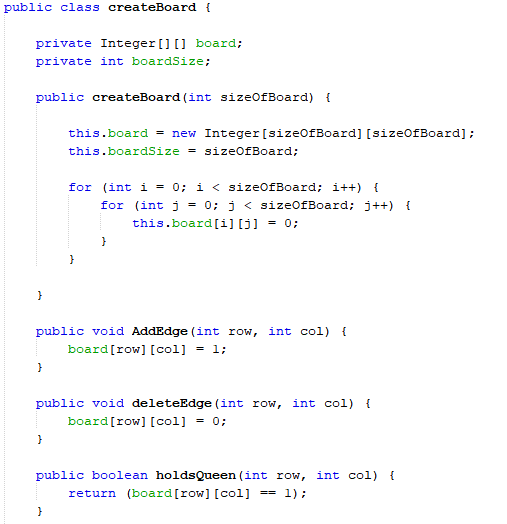 public class createBoard {
private Integer[][] board;
private int boardSize;
public createBoard(int sizeOfBoard) {
this.board = new Integer[sizeOfBoard][sizeOfBoard];
this.boardSize = sizeOfBoard;
for (int i = 0; i < sizeOfBoard; i++) {
for (int j = 0; j < sizeOfBoard; j++) {
this.board[i][j] = 0;
}
}
}
public void AddEdge(int row, int col) {
board[row][col] = 1;
}
public void deleteEdge(int row, int col) {
board[row][col] = 0;
}
public boolean holdsQueen(int row, int col) {
return (board[row][col] == 1);
}